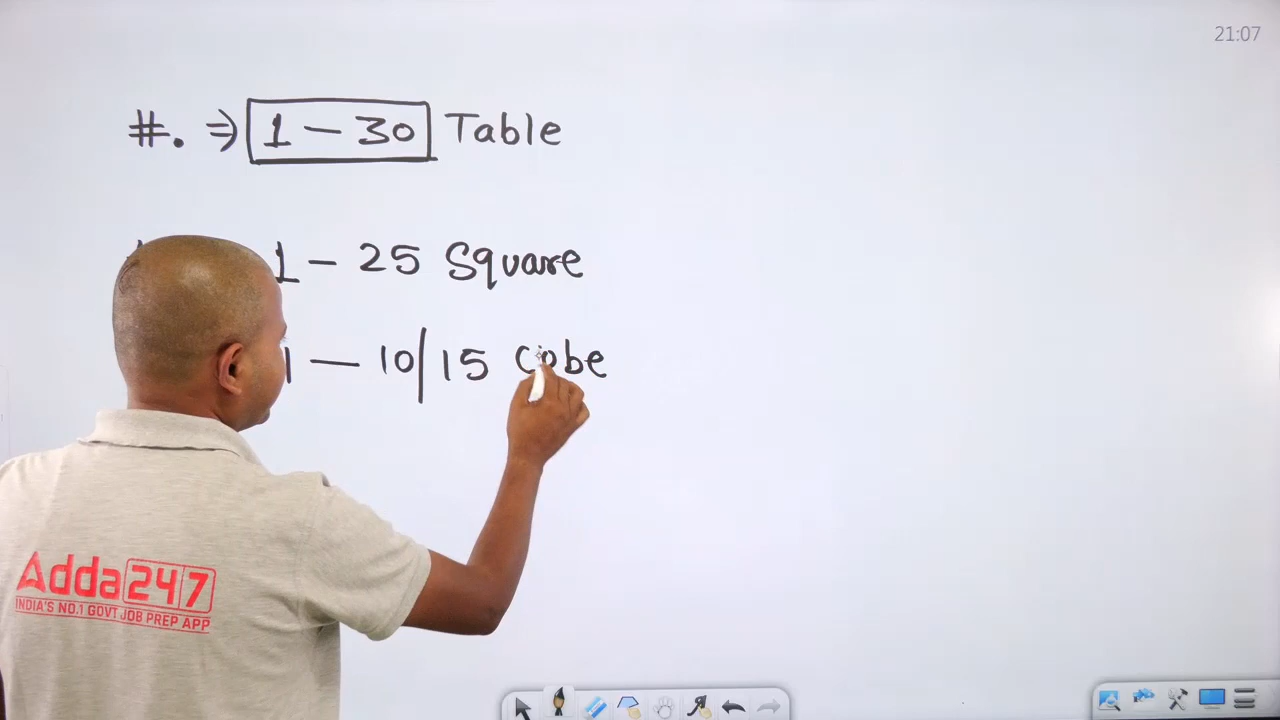 21:07
#. ⇒ 1 - 30 Table
1 - 25 Square
1 - 10/15 Cobe
Adda247
INDIA'S NO.1 GOVT JOB PREP APP